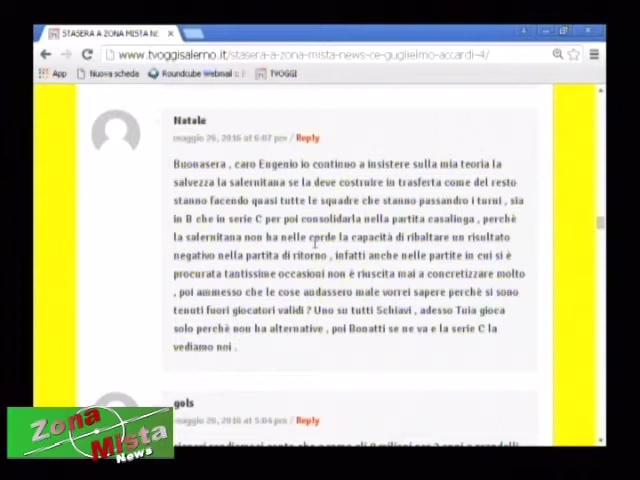 STASERA A ZONA MISTA N
www.tvoggisalerno.it/stasera-a-zona-mista-news-ce-guglielmo-accardi-4/
App Nuova scheda Roundcube Webmail :: TVOGGI
Natale
maggio 26, 2016 at 6:07 pm / Reply
Buonasera , caro Eugenio io continuo a insistere sulla mia teoria la
salvezza la salernitana se la deve costruire in trasferta come del resto
stanno facendo quasi tutte le squadre che stanno passando i turni , sia
in B che in serie C per poi consolidarla nella partita casalinga , perchè
la salernitana non ha nelle corde la capacità di ribaltare un risultato
negativo nella partita di ritorno , infatti anche nelle partite in cui si è
procurata tantissime occasioni non è riuscita mai a concretizzare molto
, poi ammesso che le cose andassero male vorrei sapere perchè si sono
tenuti fuori giocatori validi ? Uno su tutti Schiavi , adesso Tuia gioca
solo perchè non ha alternative , poi Bonatti se ne va e la serie C la
vediamo noi .
gols
maggio 26, 2016 at 5:04 pm / Reply
Zona
Mista
News